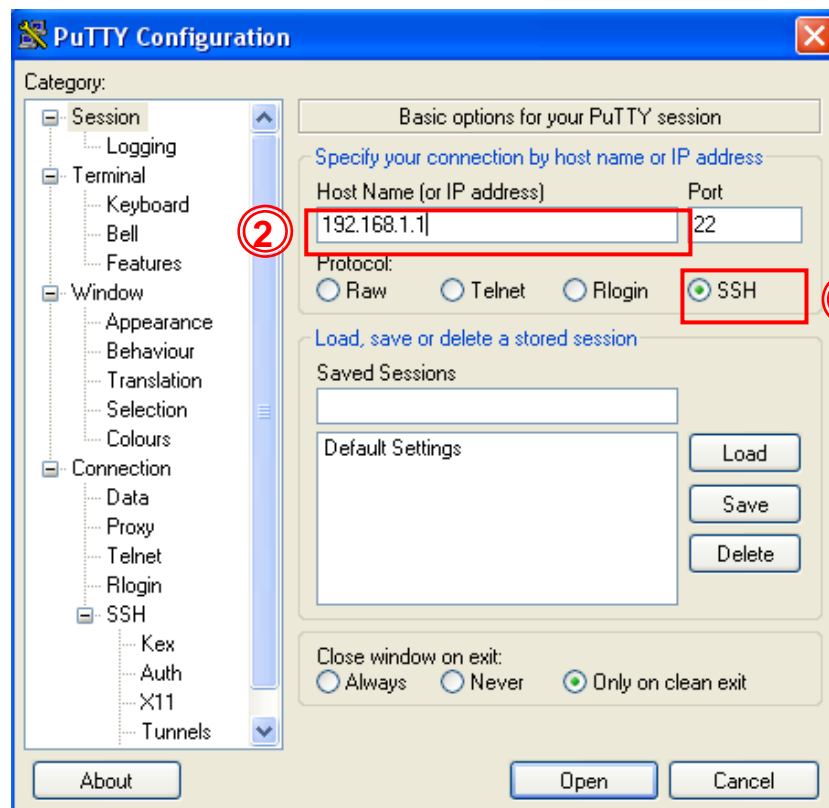 PuTTY Configuration
Category:
Session
Logging
Terminal
Keyboard
Bell
Features
Window
Appearance
Behaviour
Translation
Selection
Colours
Connection
Data
Proxy
Telnet
Rlogin
SSH
Kex
Auth
X11
Tunnels
Basic options for your PuTTY session
Specify your connection by host name or IP address
Host Name (or IP address) Port
② 192.168.1.1 22
Protocol:
Raw Telnet Rlogin SSH
Load, save or delete a stored session
Saved Sessions
Default Settings
Load
Save
Delete
Close window on exit:
Always Never Only on clean exit
About Open Cancel